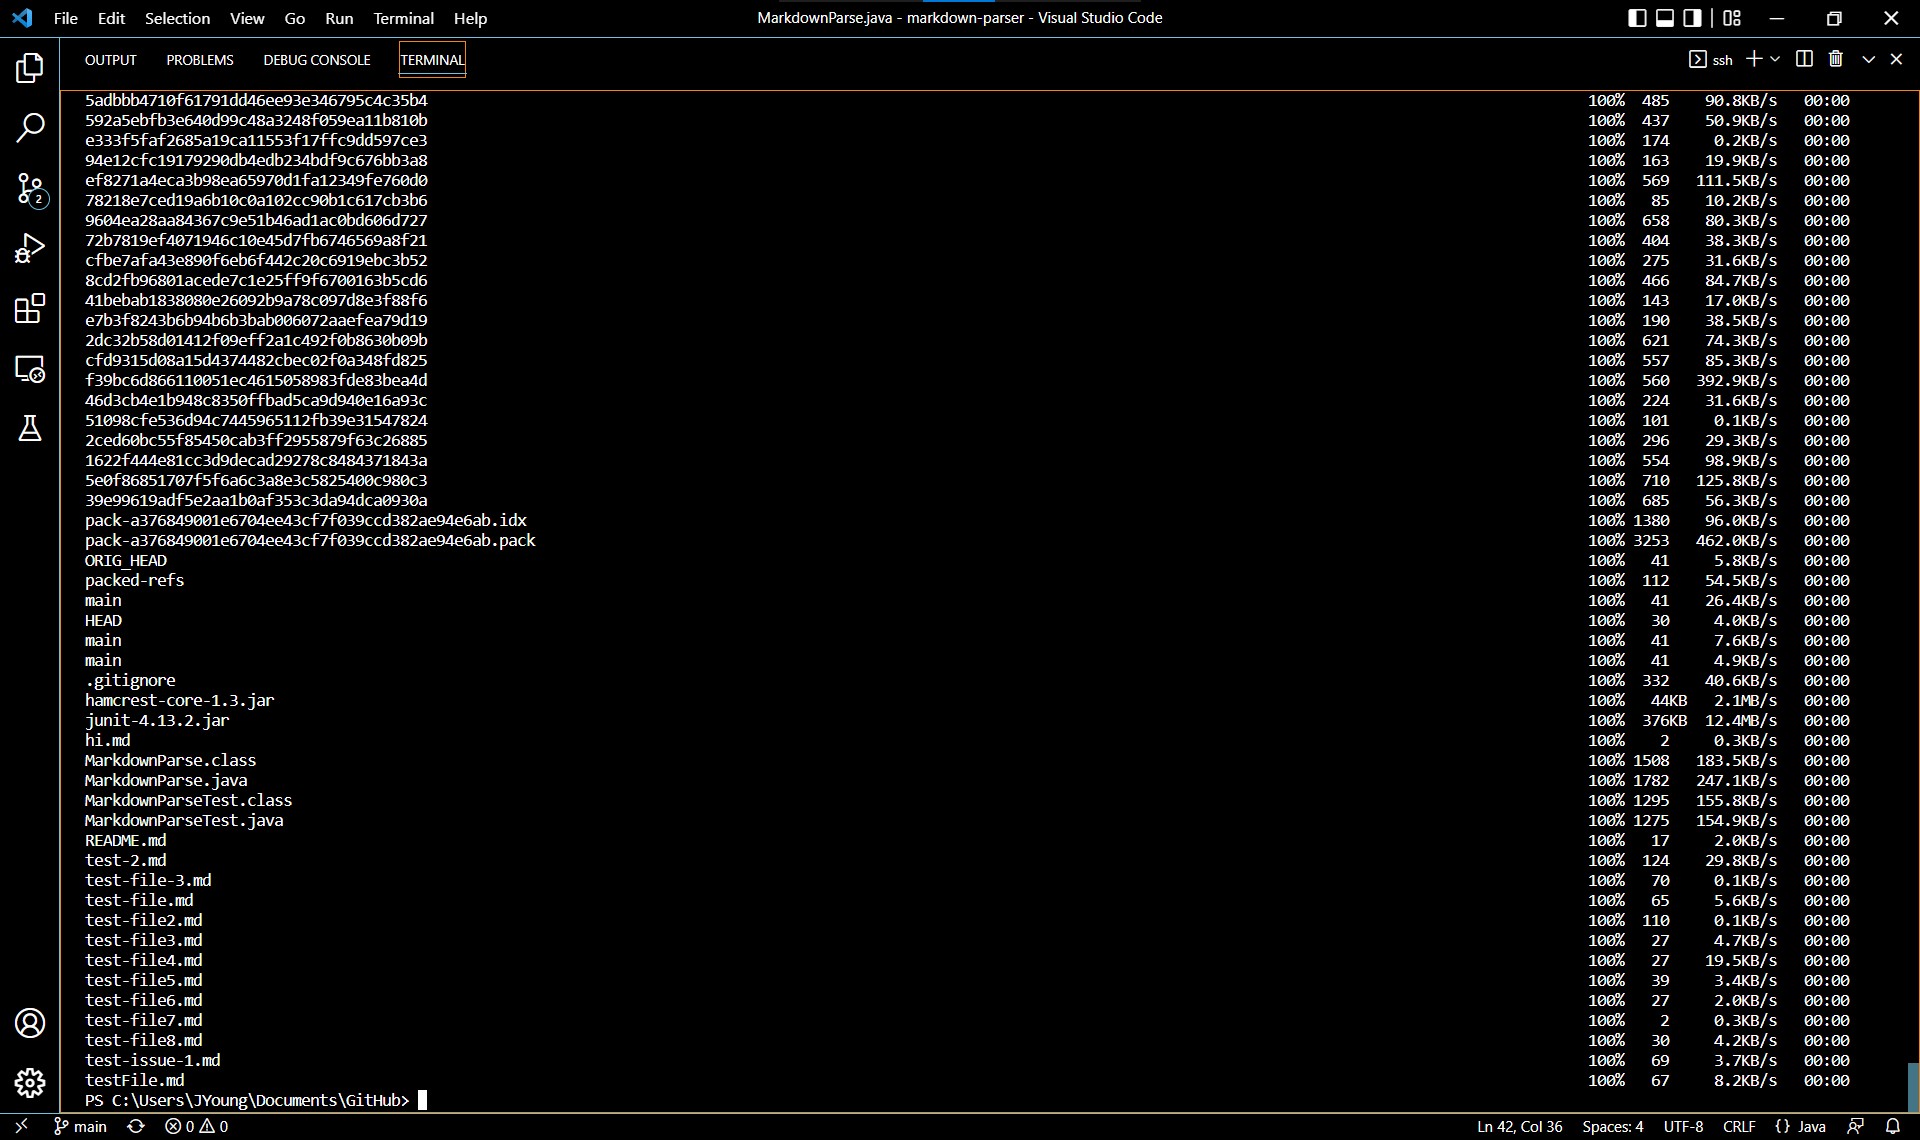 File Edit Selection View Go Run Terminal Help MarkdownParse.java - markdown-parser - Visual Studio Code
OUTPUT PROBLEMS DEBUG CONSOLE TERMINAL ssh
5adbbb4710f61791dd46ee93e346795c4c35b4 100% 485 90.8KB/s 00:00
592a5ebfb3e640d99c48a3248f059ea11b810b 100% 437 50.9KB/s 00:00
e333f5faf2685a19ca11553f17ffc9dd597ce3 100% 174 0.2KB/s 00:00
94e12cfc19179290db4edb234bdf9c676bb3a8 100% 163 19.9KB/s 00:00
ef8271a4eca3b98ea65970d1fa12349fe760d0 100% 569 111.5KB/s 00:00
78218e7ced19a6b10c0a102cc90b1c617cb3b6 100% 85 10.2KB/s 00:00
9604ea28aa84367c9e51b46ad1ac0bd606d727 100% 658 80.3KB/s 00:00
72b7819ef4071946c10e45d7fb6746569a8f21 100% 404 38.3KB/s 00:00
cfbe7afa43e890f6eb6f442c20c6919ebc3b52 100% 275 31.6KB/s 00:00
8cd2fb96801acede7c1e25ff9f6700163b5cd6 100% 466 84.7KB/s 00:00
41bebab1838080e26092b9a78c097d8e3f88f6 100% 143 17.0KB/s 00:00
e7b3f8243b6b94b6b3bab006072aaefea79d19 100% 190 38.5KB/s 00:00
2dc32b58d01412f09eff2a1c492f0b8630b09b 100% 621 74.3KB/s 00:00
cfd9315d08a15d4374482cbec02f0a348fd825 100% 557 85.3KB/s 00:00
f39bc6d866110051ec4615058983fde83bea4d 100% 560 392.9KB/s 00:00
46d3cb4e1b948c8350ffbad5ca9d940e16a93c 100% 224 31.6KB/s 00:00
51098cfe536d94c7445965112fb39e31547824 100% 101 0.1KB/s 00:00
2ced60bc55f85450cab3ff2955879f63c26885 100% 296 29.3KB/s 00:00
1622f444e81cc3d9decad29278c8484371843a 100% 554 98.9KB/s 00:00
5e0f86851707f5f6a6c3a8e3c5825400c980c3 100% 710 125.8KB/s 00:00
39e99619adf5e2aa1b0af353c3da94dca0930a 100% 685 56.3KB/s 00:00
pack-a376849001e6704ee43cf7f039ccd382ae94e6ab.idx 100% 1380 96.0KB/s 00:00
pack-a376849001e6704ee43cf7f039ccd382ae94e6ab.pack 100% 3253 462.0KB/s 00:00
ORIG_HEAD 100% 41 5.8KB/s 00:00
packed-refs 100% 112 54.5KB/s 00:00
main 100% 41 26.4KB/s 00:00
HEAD 100% 30 4.0KB/s 00:00
main 100% 41 7.6KB/s 00:00
main 100% 41 4.9KB/s 00:00
.gitignore 100% 332 40.6KB/s 00:00
hamcrest-core-1.3.jar 100% 44KB 2.1MB/s 00:00
junit-4.13.2.jar 100% 376KB 12.4MB/s 00:00
hi.md 100% 2 0.3KB/s 00:00
MarkdownParse.class 100% 1508 183.5KB/s 00:00
MarkdownParse.java 100% 1782 247.1KB/s 00:00
MarkdownParseTest.class 100% 1295 155.8KB/s 00:00
MarkdownParseTest.java 100% 1275 154.9KB/s 00:00
README.md 100% 17 2.0KB/s 00:00
test-2.md 100% 124 29.8KB/s 00:00
test-file-3.md 100% 70 0.1KB/s 00:00
test-file.md 100% 65 5.6KB/s 00:00
test-file2.md 100% 110 0.1KB/s 00:00
test-file3.md 100% 27 4.7KB/s 00:00
test-file4.md 100% 27 19.5KB/s 00:00
test-file5.md 100% 39 3.4KB/s 00:00
test-file6.md 100% 27 2.0KB/s 00:00
test-file7.md 100% 2 0.3KB/s 00:00
test-file8.md 100% 30 4.2KB/s 00:00
test-issue-1.md 100% 69 3.7KB/s 00:00
testFile.md 100% 67 8.2KB/s 00:00
PS C:\Users\JYoung\Documents\GitHub>
2
main 0 0 Ln 42, Col 36 Spaces: 4 UTF-8 CRLF {} Java